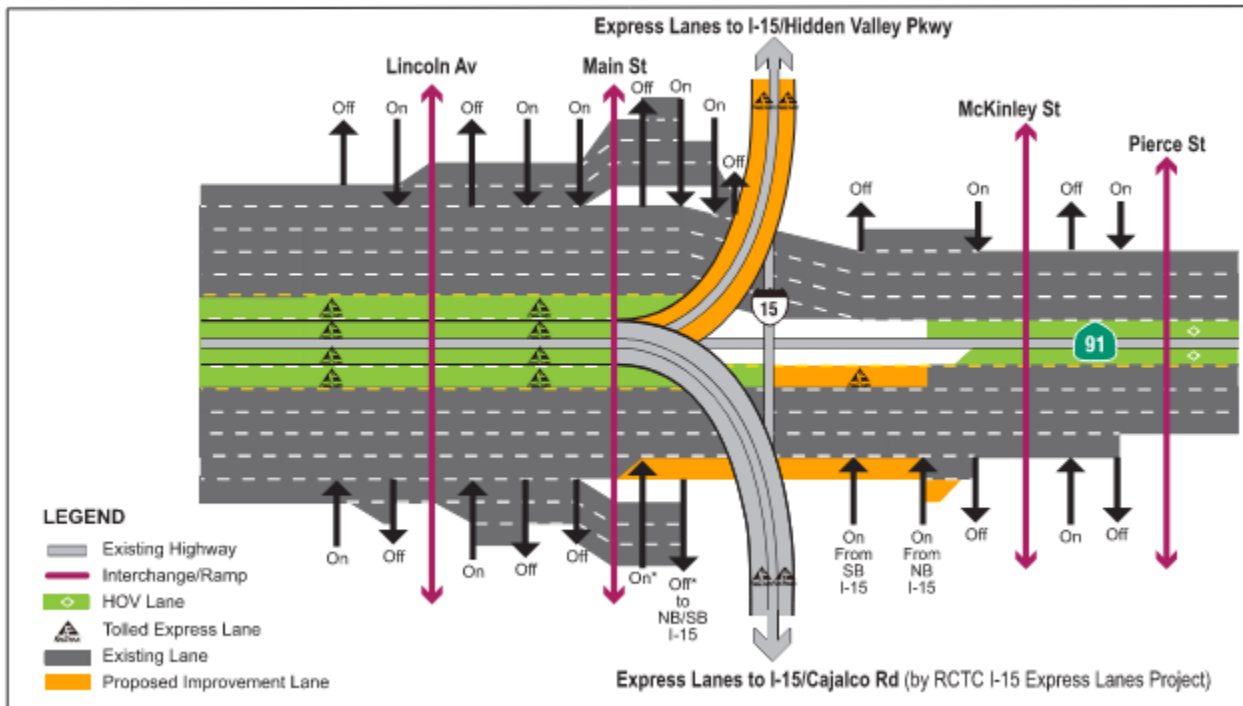 Express Lanes to I-15/Hidden Valley Pkwy
Lincoln Av
Main St
McKinley St
Pierce St
Off
On
Off
On
On
Off
On
On
Off
Off
On
Off
On
15
91
On
Off
On
Off
Off
On*
Off*
to
NB/SB
I-15
On
From
SB
I-15
On
From
NB
I-15
Off
On
Off
LEGEND
Existing Highway
Interchange/Ramp
HOV Lane
Tolled Express Lane
Existing Lane
Proposed Improvement Lane
Express Lanes to I-15/Cajalco Rd (by RCTC I-15 Express Lanes Project)